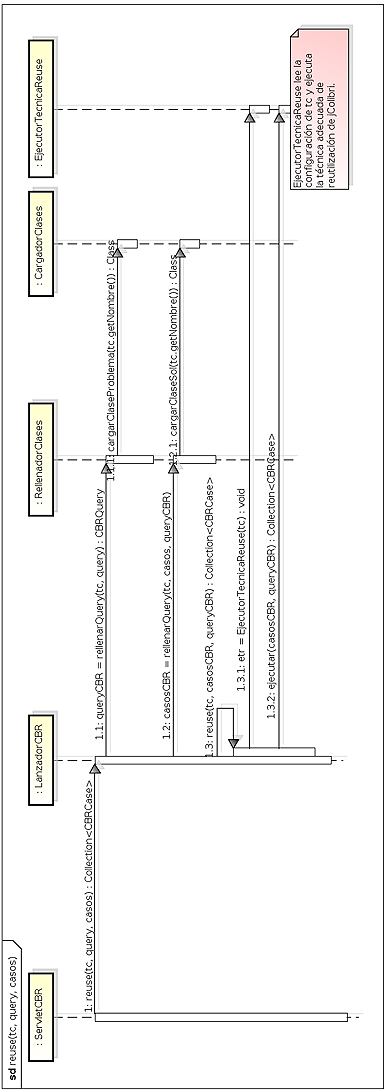 sd reuse(tc, query, casos)
: ServletCBR
: LanzadorCBR
: RellenadorClases
: CargadorClases
: EjecutorTecnicaReuse
1: reuse(tc, query, casos) : Collection<CBRCase>
1.1: queryCBR = rellenarQuery(tc, query) : CBRQuery
1.1.1: cargarClaseProblema(tc.getNombre()) : Class
1.2: casosCBR = rellenarQuery(tc, casos, queryCBR)
1.2.1: cargarClaseSol(tc.getNombre()) : Class
1.3: reuse(tc, casosCBR, queryCBR) : Collection<CBRCase>
1.3.1: etr = EjecutorTecnicaReuse(tc) : void
1.3.2: ejecutar(casosCBR, queryCBR) : Collection<CBRCase>
EjecutorTecnicaReuse lee la
configuración de tc y ejecuta
la técnica adecuada de
reutilización de jColibri.